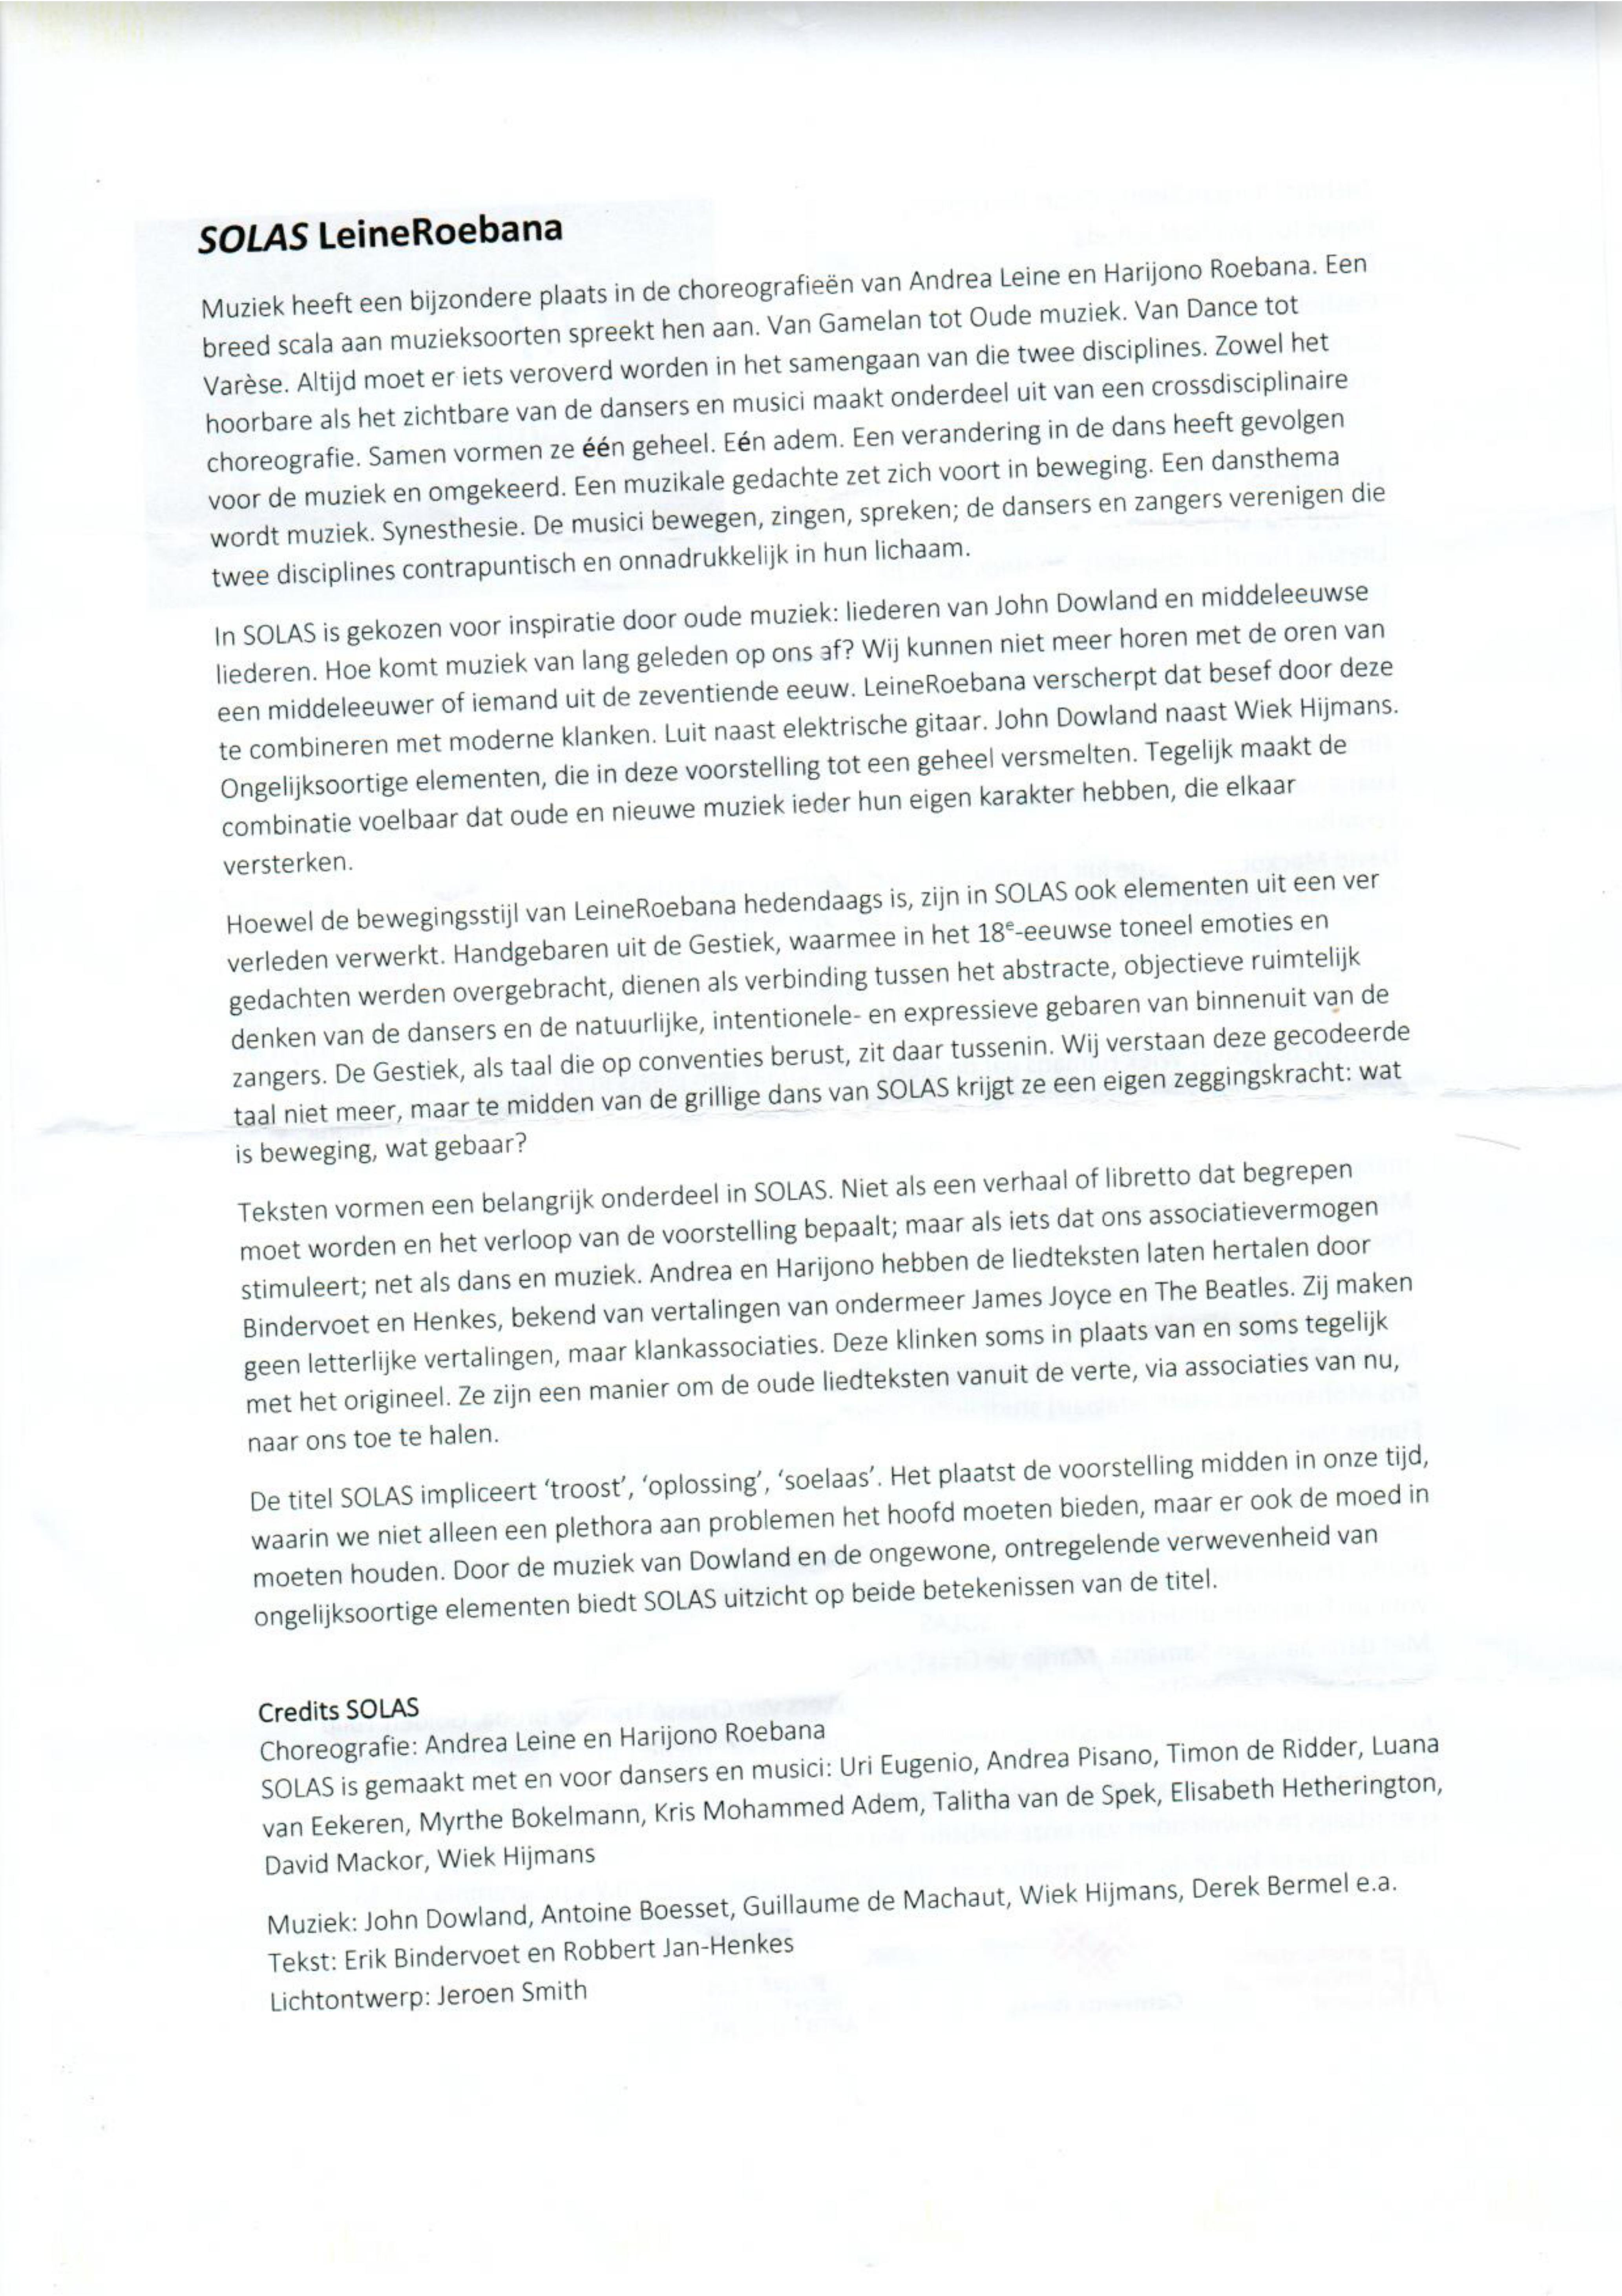 SOLAS LeineRoebana
Muziek heeft een bijzondere plaats in de choreografieën van Andrea Leine en Harijono Roebana. Een
breed scala aan muzieksoorten spreekt hen aan. Van Gamelan tot Oude muziek. Van Dance tot
Varèse. Altijd moet er iets veroverd worden in het samengaan van die twee disciplines. Zowel het
hoorbare als het zichtbare van de dansers en musici maakt onderdeel uit van een crossdisciplinaire
choreografie. Samen vormen ze één geheel. Eén adem. Een verandering in de dans heeft gevolgen
voor de muziek en omgekeerd. Een muzikale gedachte zet zich voort in beweging. Een dansthema
wordt muziek. Synesthesie. De musici bewegen, zingen, spreken; de dansers en zangers verenigen die
twee disciplines contrapuntisch en onnadrukkelijk in hun lichaam.
In SOLAS is gekozen voor inspiratie door oude muziek: liederen van John Dowland en middeleeuwse
liederen. Hoe komt muziek van lang geleden op ons af? Wij kunnen niet meer horen met de oren van
een middeleeuwer of iemand uit de zeventiende eeuw. LeineRoebana verscherpt dat besef door deze
te combineren met moderne klanken. Luit naast elektrische gitaar. John Dowland naast Wiek Hijmans.
Ongelijksoortige elementen, die in deze voorstelling tot een geheel versmelten. Tegelijk maakt de
combinatie voelbaar dat oude en nieuwe muziek ieder hun eigen karakter hebben, die elkaar
versterken.
Hoewel de bewegingsstijl van LeineRoebana hedendaags is, zijn in SOLAS ook elementen uit een ver
verleden verwerkt. Handgebaren uit de Gestiek, waarmee in het 18e-eeuwse toneel emoties en
gedachten werden overgebracht, dienen als verbinding tussen het abstracte, objectieve ruimtelijk
denken van de dansers en de natuurlijke, intentionele- en expressieve gebaren van binnenuit van de
zangers. De Gestiek, als taal die op conventies berust, zit daar tussenin. Wij verstaan deze gecodeerde
taal niet meer, maar te midden van de grillige dans van SOLAS krijgt ze een eigen zeggingskracht: wat
is beweging, wat gebaar?
Teksten vormen een belangrijk onderdeel in SOLAS. Niet als een verhaal of libretto dat begrepen
moet worden en het verloop van de voorstelling bepaalt; maar als iets dat ons associatievermogen
stimuleert; net als dans en muziek. Andrea en Harijono hebben de liedteksten laten hertalen door
Bindervoet en Henkes, bekend van vertalingen van ondermeer James Joyce en The Beatles. Zij maken
geen letterlijke vertalingen, maar klankassociaties. Deze klinken soms in plaats van en soms tegelijk
met het origineel. Ze zijn een manier om de oude liedteksten vanuit de verte, via associaties van nu,
naar ons toe te halen.
De titel SOLAS impliceert ‘troost’, ‘oplossing’, ‘soelaas’. Het plaatst de voorstelling midden in onze tijd,
waarin we niet alleen een plethora aan problemen het hoofd moeten bieden, maar er ook de moed in
moeten houden. Door de muziek van Dowland en de ongewone, ontregelende verwevenheid van
ongelijksoortige elementen biedt SOLAS uitzicht op beide betekenissen van de titel.
Credits SOLAS
Choreografie: Andrea Leine en Harijono Roebana
SOLAS is gemaakt met en voor dansers en musici: Uri Eugenio, Andrea Pisano, Timon de Ridder, Luana
van Eekeren, Myrthe Bokelmann, Kris Mohammed Adem, Talitha van de Spek, Elisabeth Hetherington,
David Mackor, Wiek Hijmans
Muziek: John Dowland, Antoine Boesset, Guillaume de Machaut, Wiek Hijmans, Derek Bermel e.a.
Tekst: Erik Bindervoet en Robbert Jan-Henkes
Lichtontwerp: Jeroen Smith